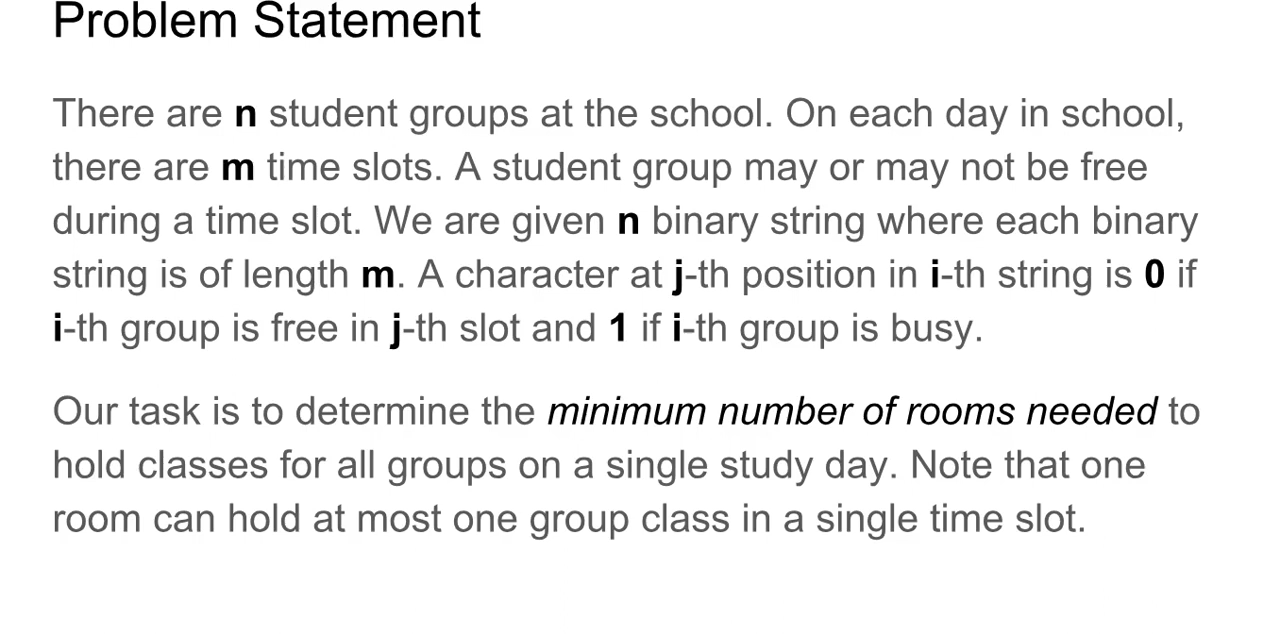 Problem Statement
There are n student groups at the school. On each day in school,
there are m time slots. A student group may or may not be free
during a time slot. We are given n binary string where each binary
string is of length m. A character at j-th position in i-th string is 0 if
i-th group is free in j-th slot and 1 if i-th group is busy.
Our task is to determine the minimum number of rooms needed to
hold classes for all groups on a single study day. Note that one
room can hold at most one group class in a single time slot.